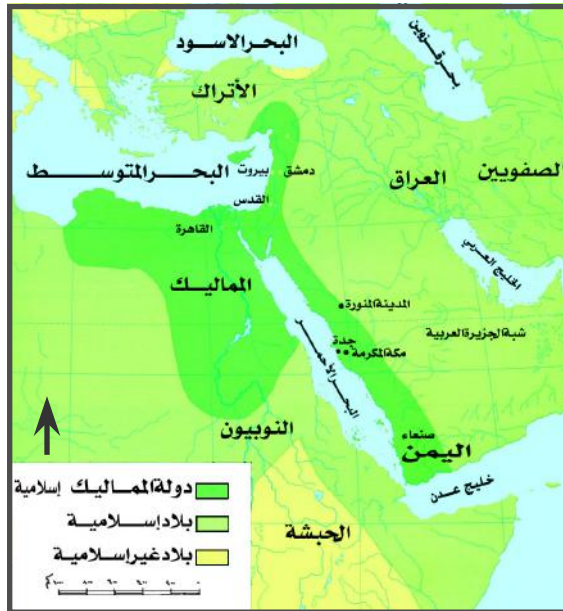 البحر الاسود
بحر قزوين
الأتراك
البحر المتوسط
بيروت
دمشق
العراق
الصفويين
القدس
القاهرة
الخليج العربي
المماليك
المدينة المنورة
شبه الجزيرة العربية
جدة
مكة المكرمة
البحر الأحمر
النوبيون
صنعاء
اليمن
خليج عدن
الحبشة
دولة المماليك إسلامية
بلاد إسلامية
بلاد غير إسلامية